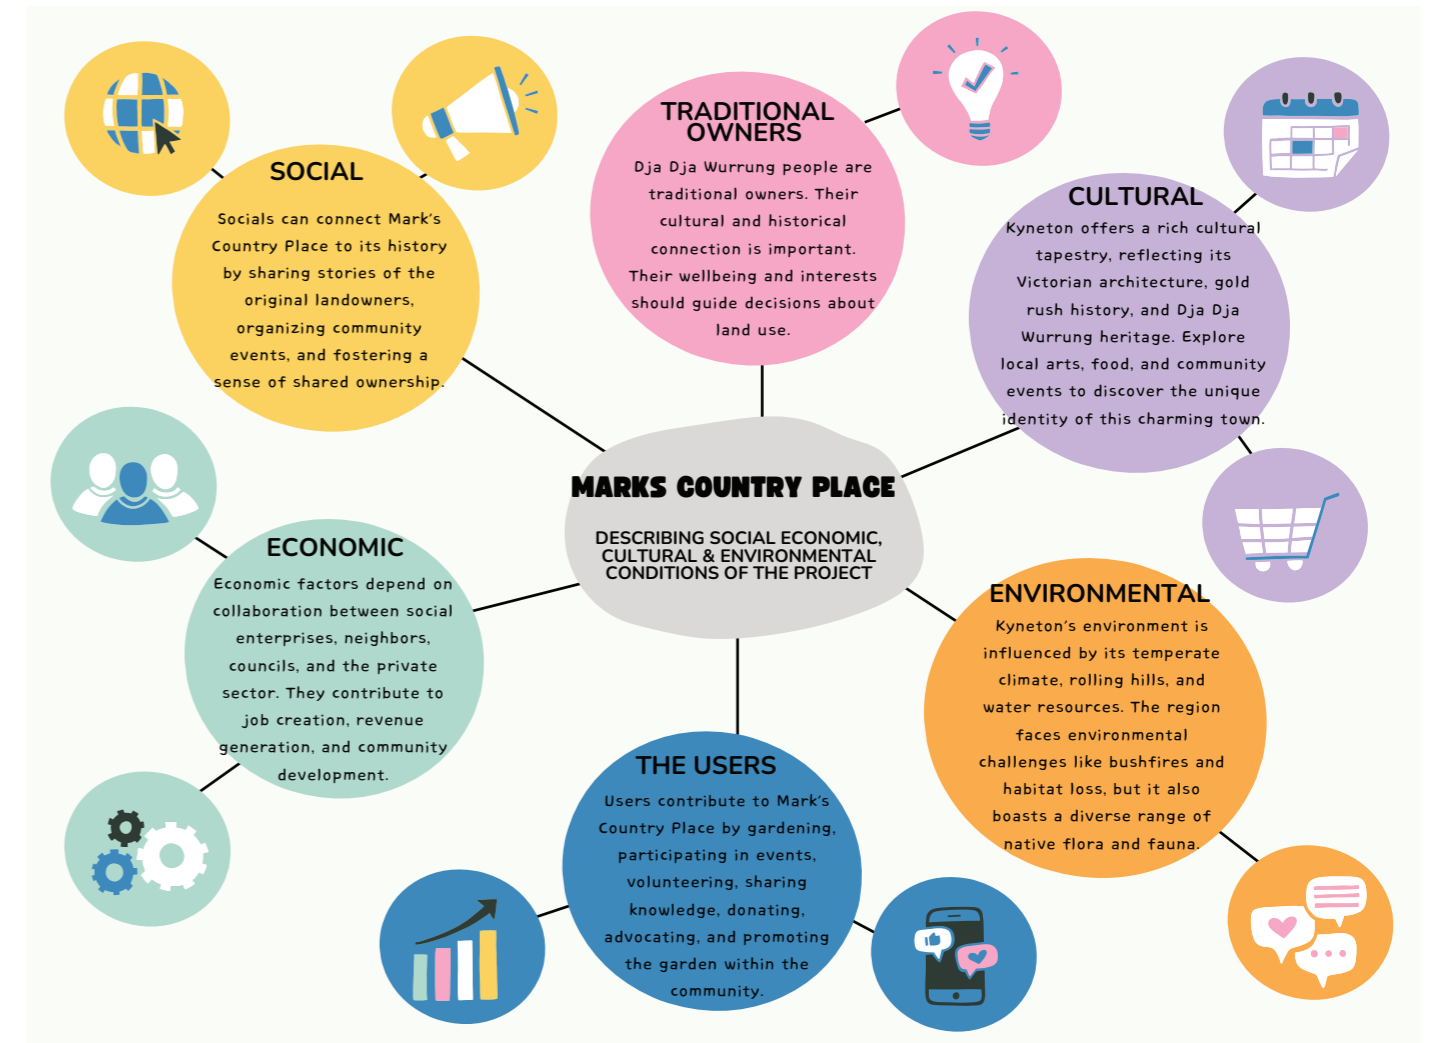 SOCIAL
Socials can connect Mark's
Country Place to its history
by sharing stories of the
original landowners,
organizing community
events, and fostering a
sense of shared ownership.
TRADITIONAL
OWNERS
Dja Dja Wurrung people are
traditional owners. Their
cultural and historical
connection is important.
Their wellbeing and interests
should guide decisions about
land use.
CULTURAL
Kyneton offers a rich cultural
tapestry, reflecting its
Victorian architecture, gold
rush history, and Dja Dja
Wurrung heritage. Explore
local arts, food, and community
events to discover the unique
identity of this charming town.
MARKS COUNTRY PLACE
DESCRIBING SOCIAL ECONOMIC,
CULTURAL & ENVIRONMENTAL
CONDITIONS OF THE PROJECT
ECONOMIC
Economic factors depend on
collaboration between social
enterprises, neighbors,
councils, and the private
sector. They contribute to
job creation, revenue
generation, and community
development.
ENVIRONMENTAL
Kyneton's environment is
influenced by its temperate
climate, rolling hills, and
water resources. The region
faces environmental
challenges like bushfires and
habitat loss, but it also
boasts a diverse range of
native flora and fauna.
THE USERS
Users contribute to Mark's
Country Place by gardening,
participating in events,
volunteering, sharing
knowledge, donating,
advocating, and promoting
the garden within the
community.